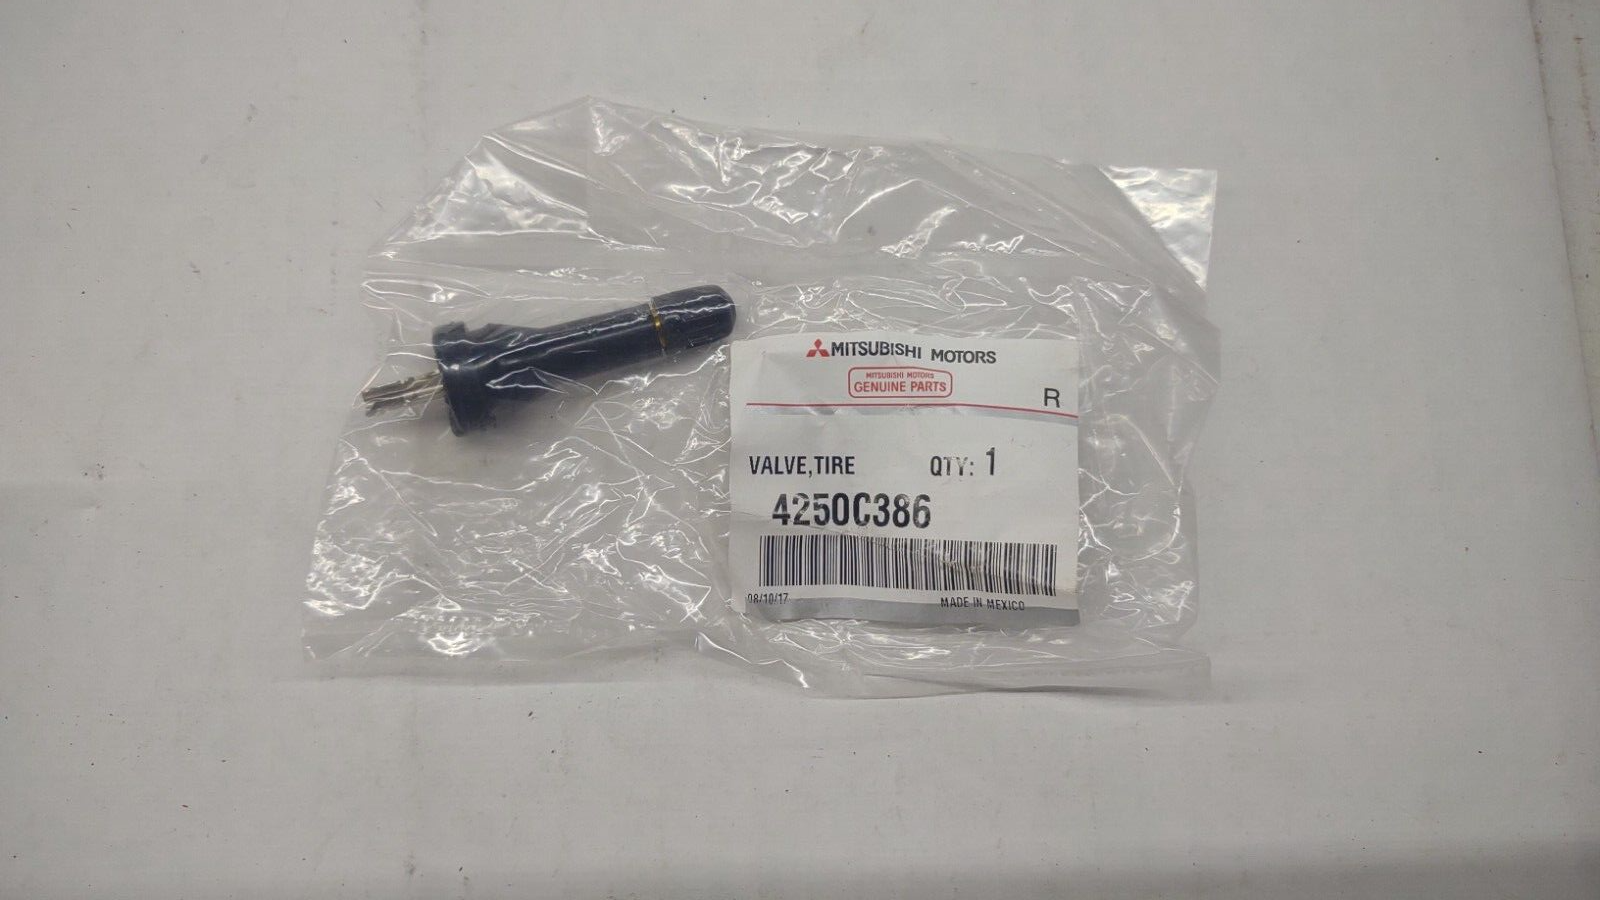 MITSUBISHI MOTORS
MITSUBISHI MOTORS
GENUINE PARTS
R
VALVE,TIRE QTY: 1
4250C386
08/10/17 MADE IN MEXICO